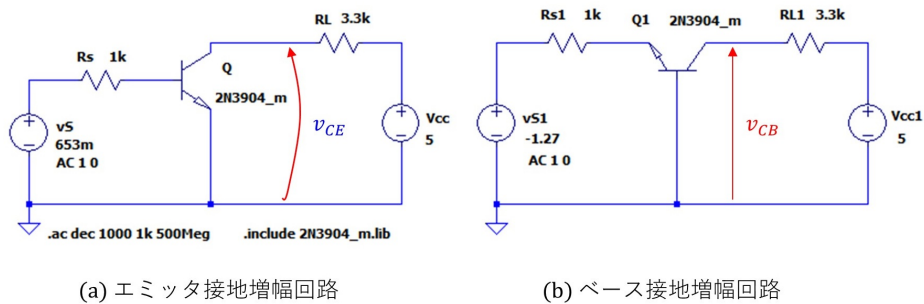 RL 3.3k
Rs 1k
Q
2N3904_m
vS
653m
AC 1 0
v_CE
Vcc
5
.ac dec 1000 1k 500Meg
.include 2N3904_m.lib
(a) エミッタ接地増幅回路
Rs1 1k
Q1 2N3904_m
RL1 3.3k
vS1
-1.27
AC 1 0
v_CB
Vcc1
5
(b) ベース接地増幅回路